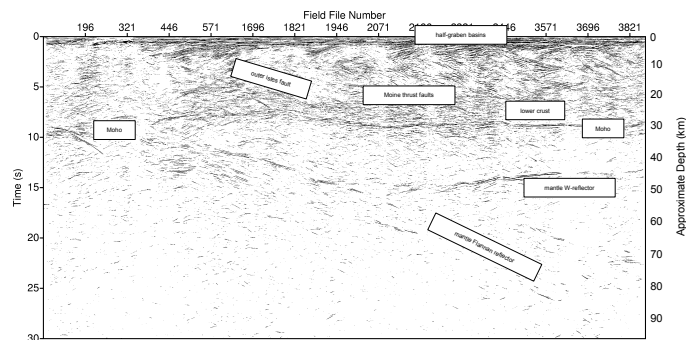 Field File Number
196 321 446 571 1696 1821 1946 2071 3571 3696 3821
half-graben basins
0 0
outer Isles fault
10
5
Moine thrust faults
20
lower crust
Moho
Moho
10
30
40
15
mantle W-reflector
50
Time (s)
Approximate Depth (km)
60
20
mantle Flannan reflector
70
25
80
90
30